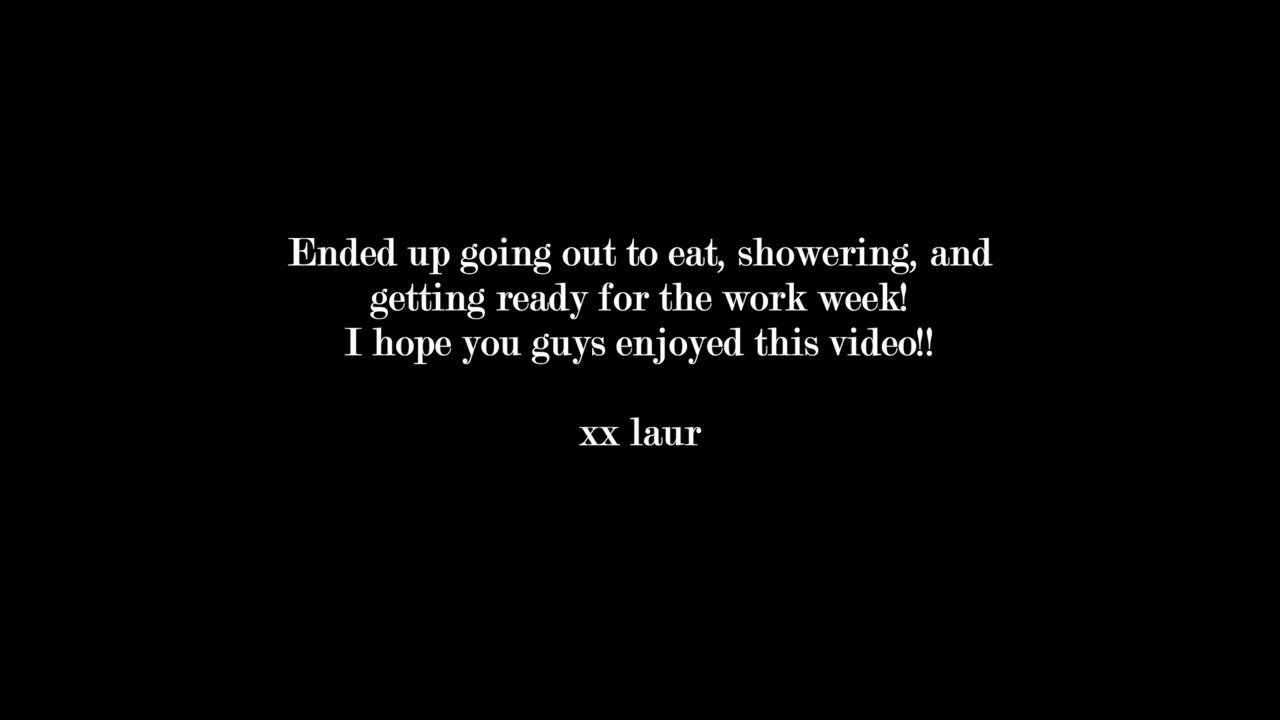 Ended up going out to eat, showering, and
getting ready for the work week!
I hope you guys enjoyed this video!!
xx laur